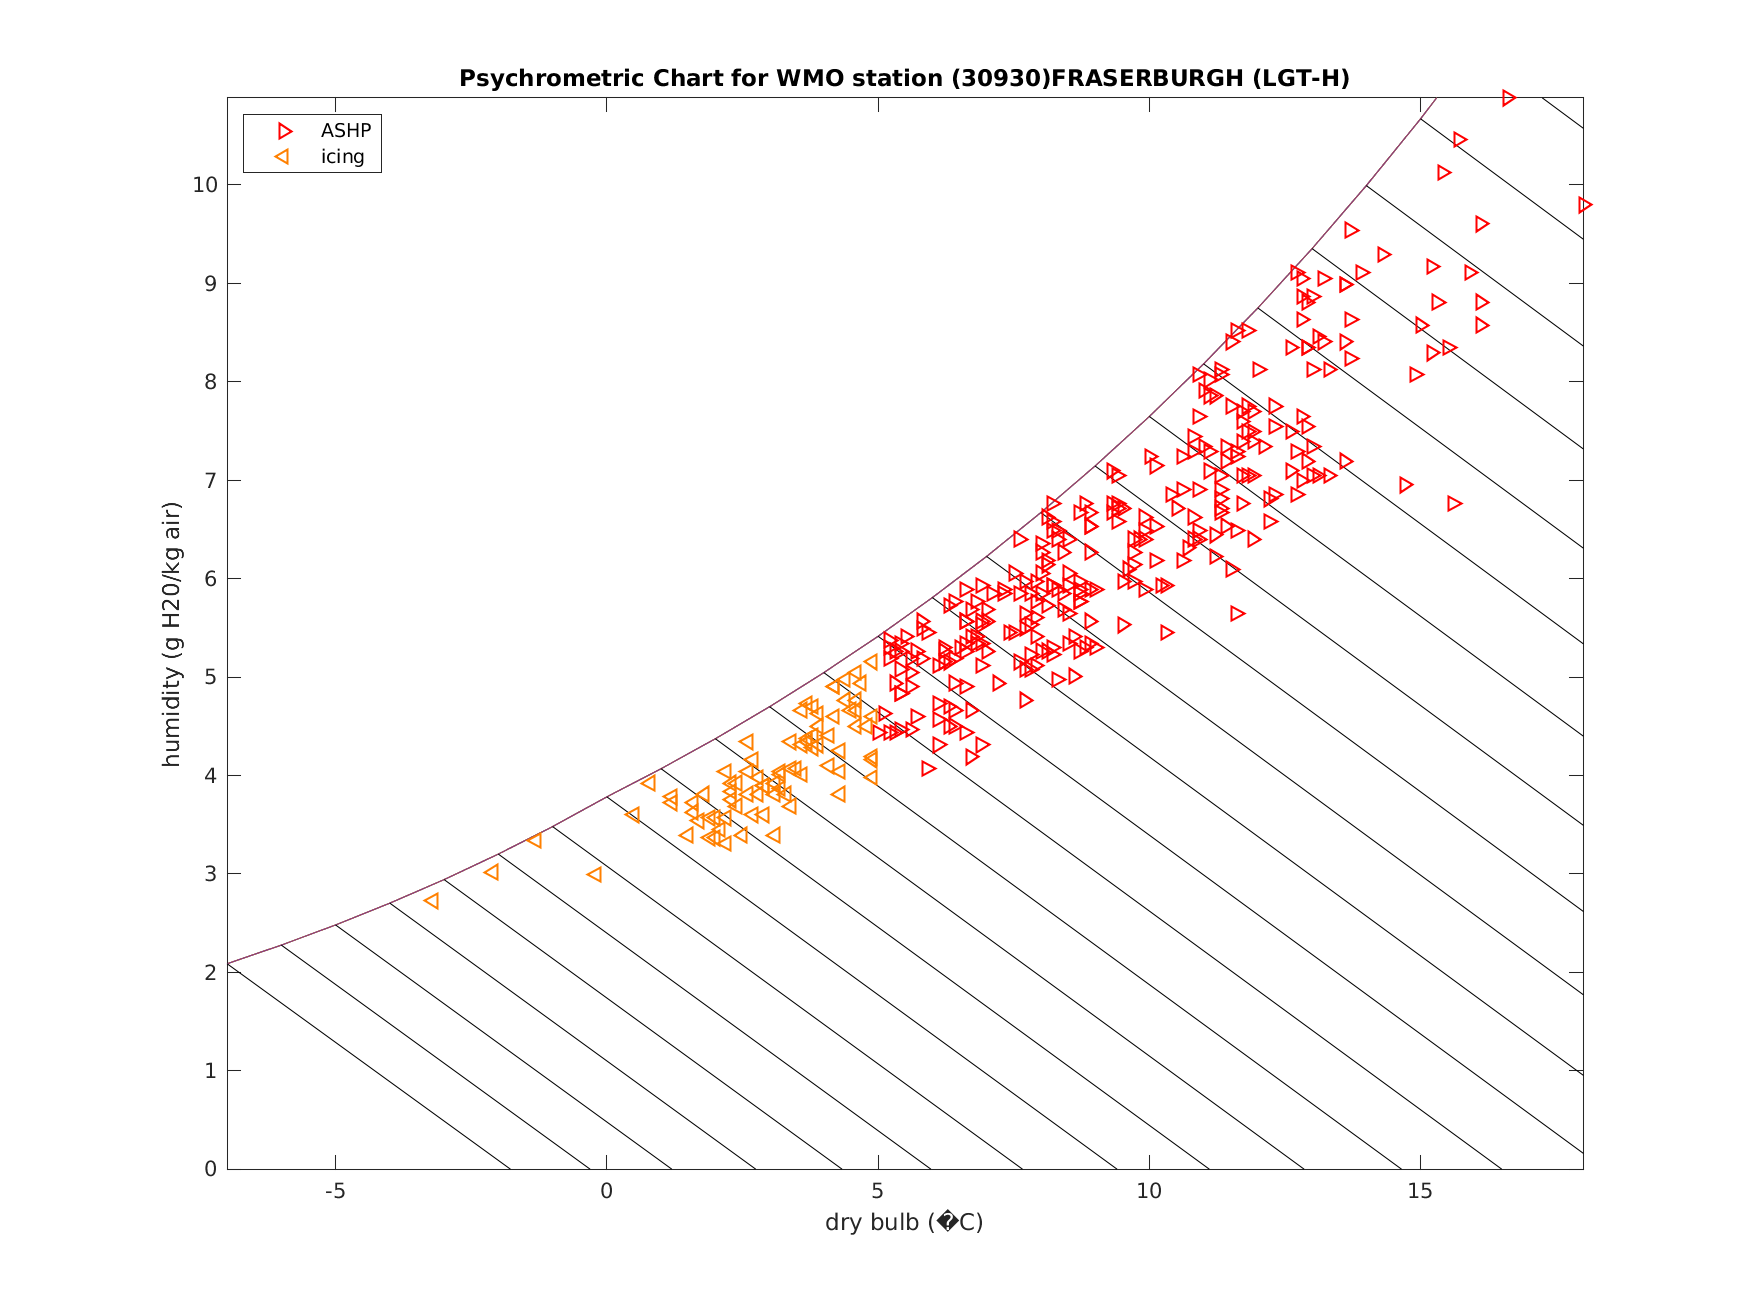 Psychrometric Chart for WMO station (30930)FRASERBURGH (LGT-H)
ASHP
icing
10
9
8
7
6
5
4
3
2
1
0
humidity (g H20/kg air)
-5 0 5 10 15
dry bulb (�C)